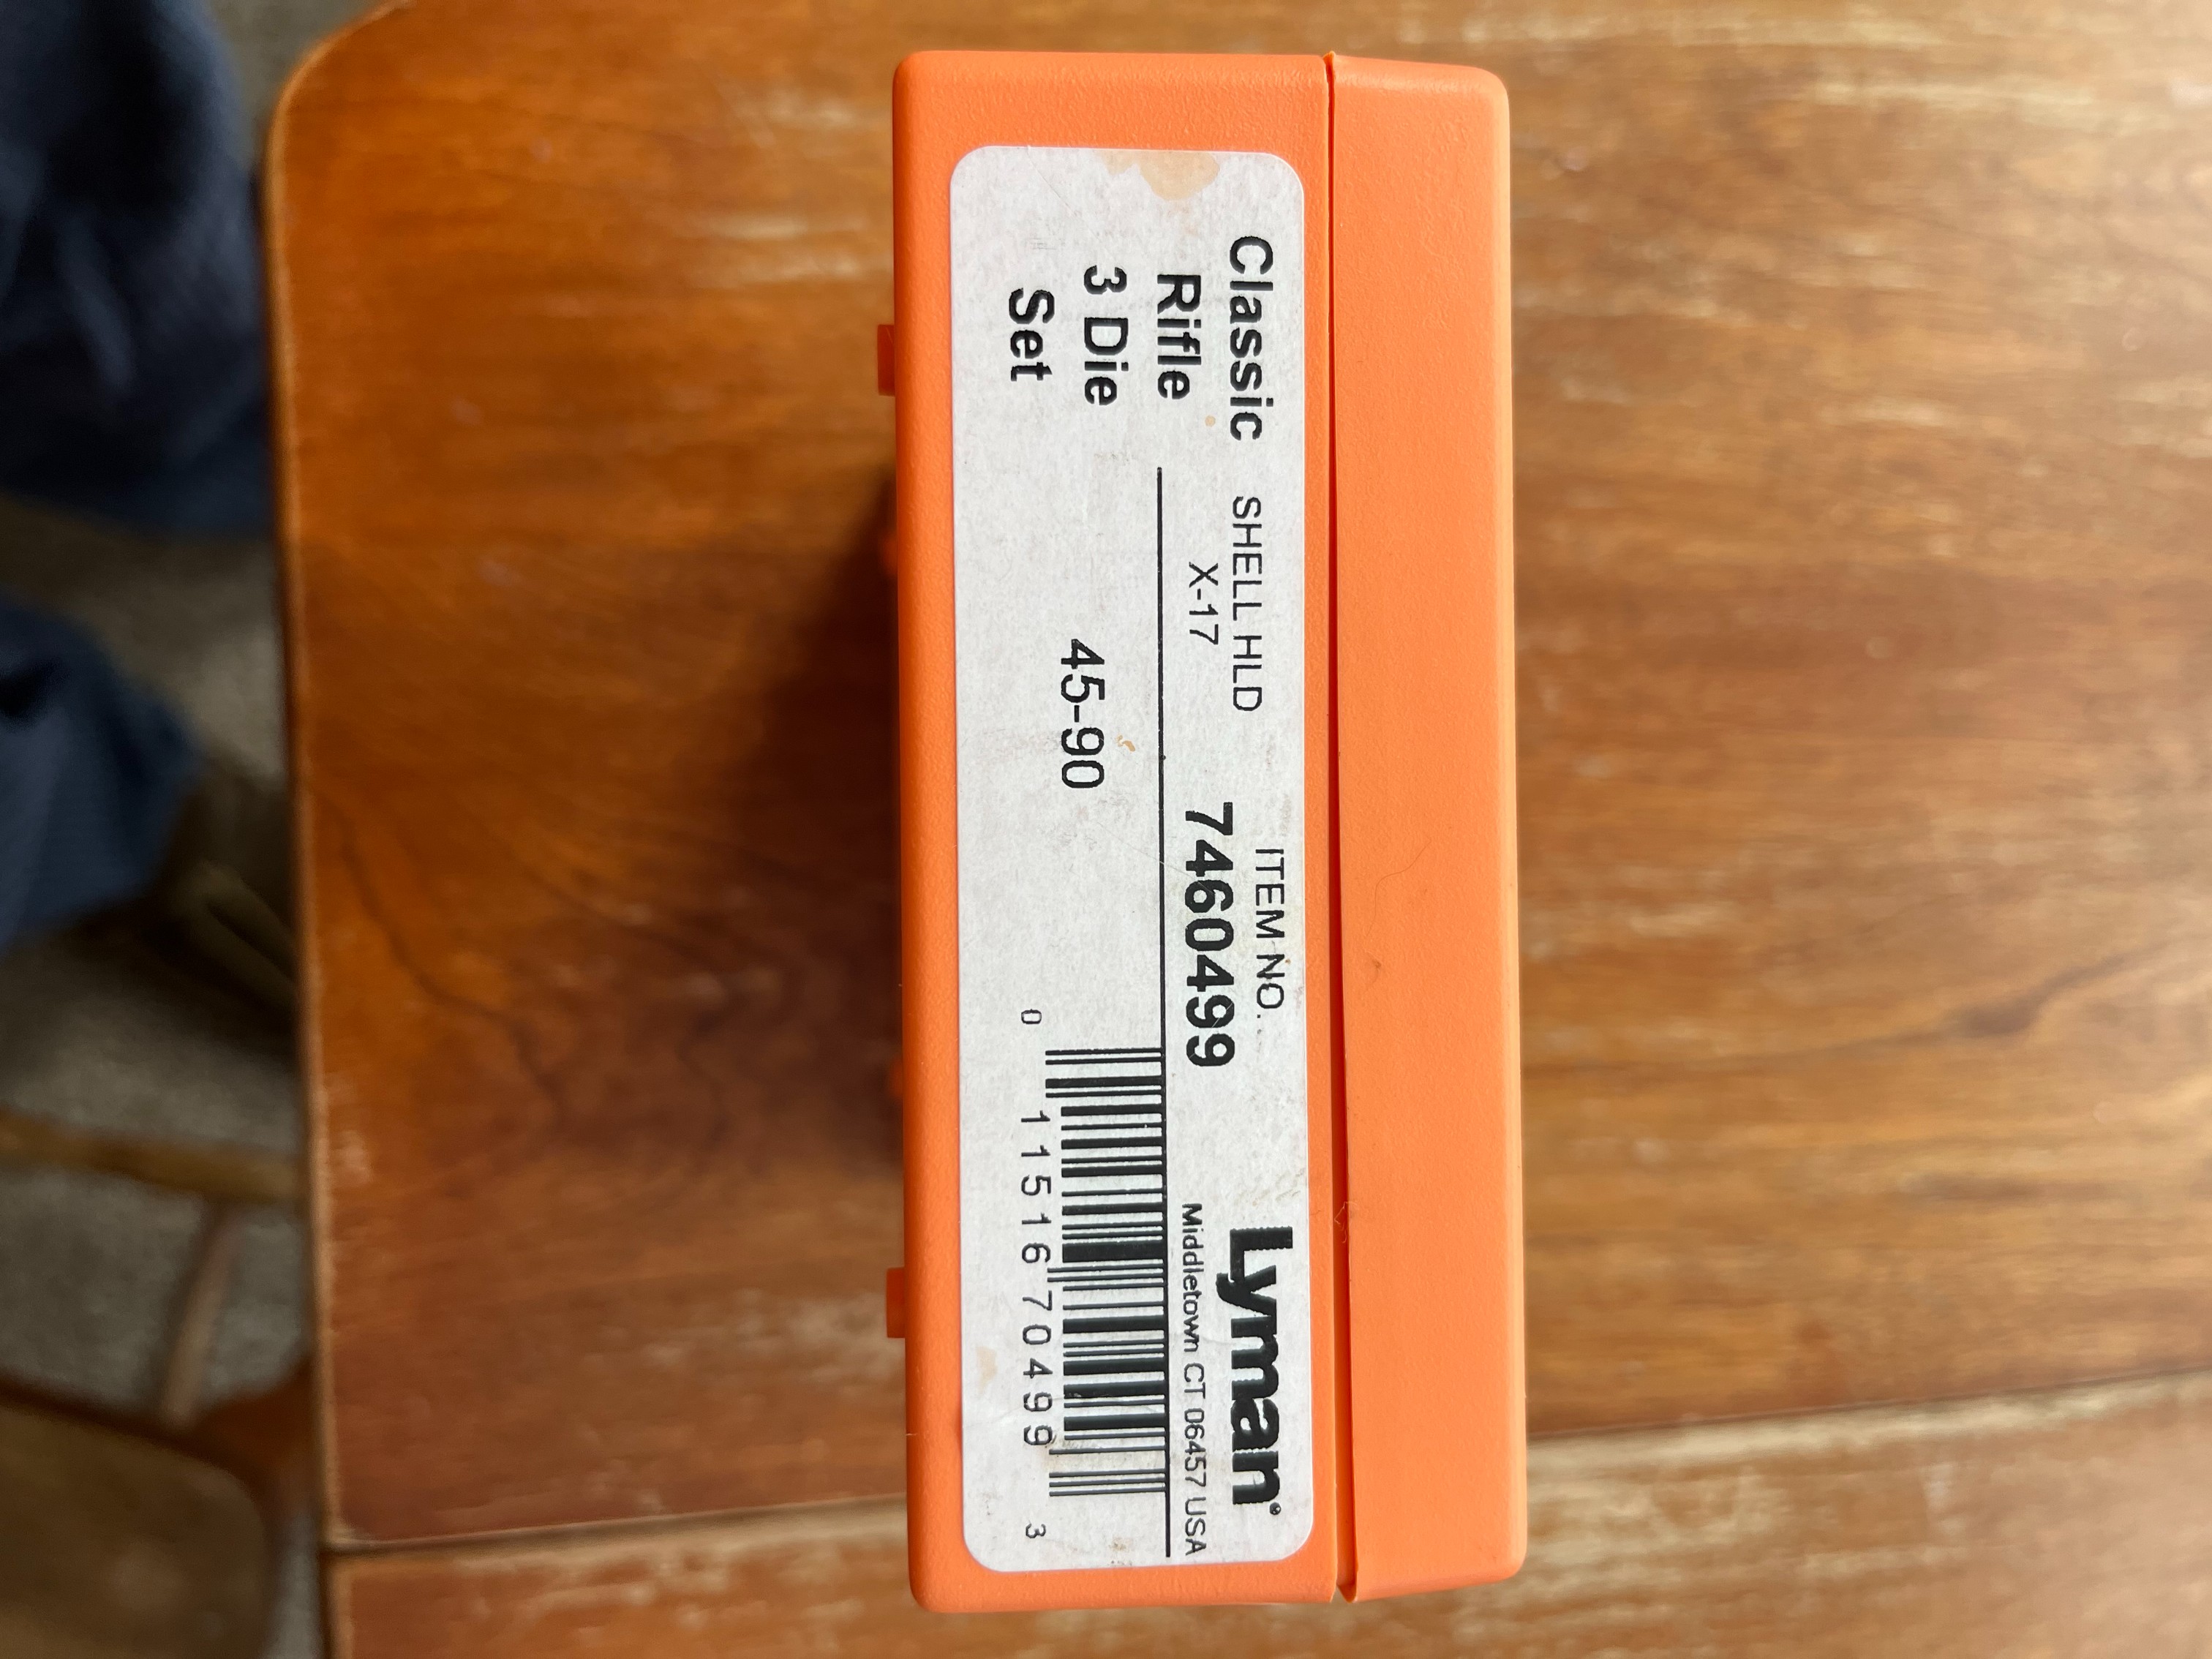 Classic
Rifle
3 Die
Set
SHELL HLD
X-17
ITEM NO.
7460499
Lyman®
Middletown CT 06457 USA
45-90
0 11516 70499 3